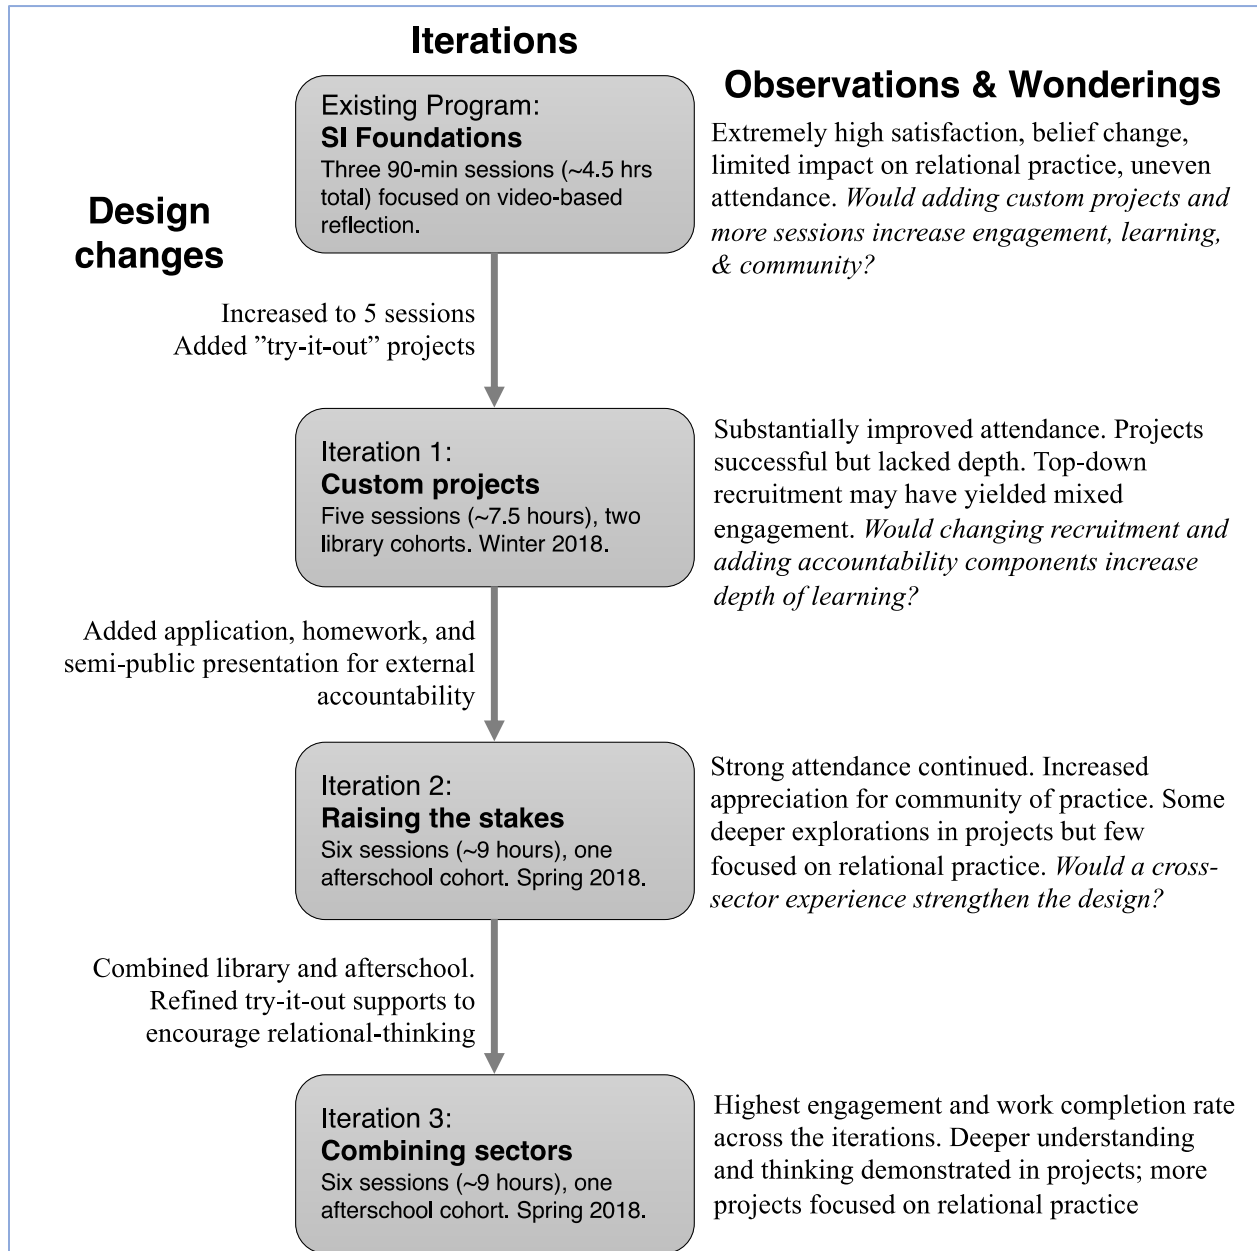 Iterations
Observations & Wonderings
Design
changes
Existing Program:
SI Foundations
Three 90-min sessions (~4.5 hrs
total) focused on video-based
reflection.
Extremely high satisfaction, belief change,
limited impact on relational practice, uneven
attendance. Would adding custom projects and
more sessions increase engagement, learning,
& community?
Increased to 5 sessions
Added ”try-it-out” projects
Iteration 1:
Custom projects
Five sessions (~7.5 hours), two
library cohorts. Winter 2018.
Substantially improved attendance. Projects
successful but lacked depth. Top-down
recruitment may have yielded mixed
engagement. Would changing recruitment and
adding accountability components increase
depth of learning?
Added application, homework, and
semi-public presentation for external
accountability
Iteration 2:
Raising the stakes
Six sessions (~9 hours), one
afterschool cohort. Spring 2018.
Strong attendance continued. Increased
appreciation for community of practice. Some
deeper explorations in projects but few
focused on relational practice. Would a cross-
sector experience strengthen the design?
Combined library and afterschool.
Refined try-it-out supports to
encourage relational-thinking
Iteration 3:
Combining sectors
Six sessions (~9 hours), one
afterschool cohort. Spring 2018.
Highest engagement and work completion rate
across the iterations. Deeper understanding
and thinking demonstrated in projects; more
projects focused on relational practice